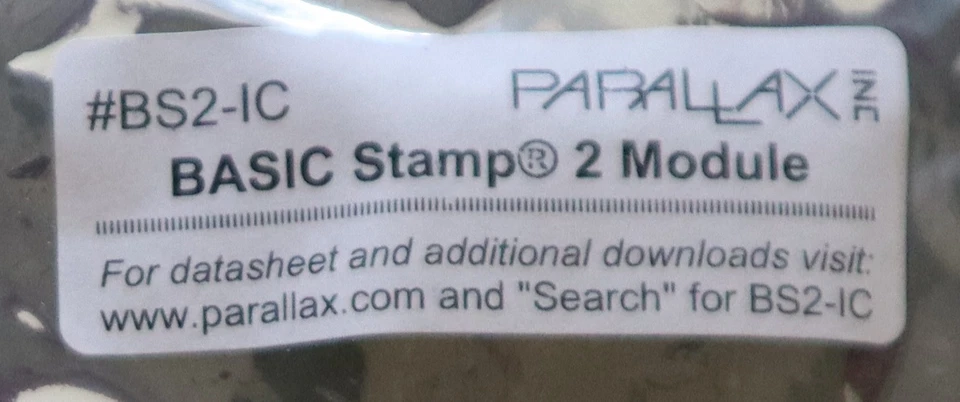 #BS2-IC PARALLAX INC
BASIC Stamp® 2 Module
For datasheet and additional downloads visit:
www.parallax.com and "Search" for BS2-IC